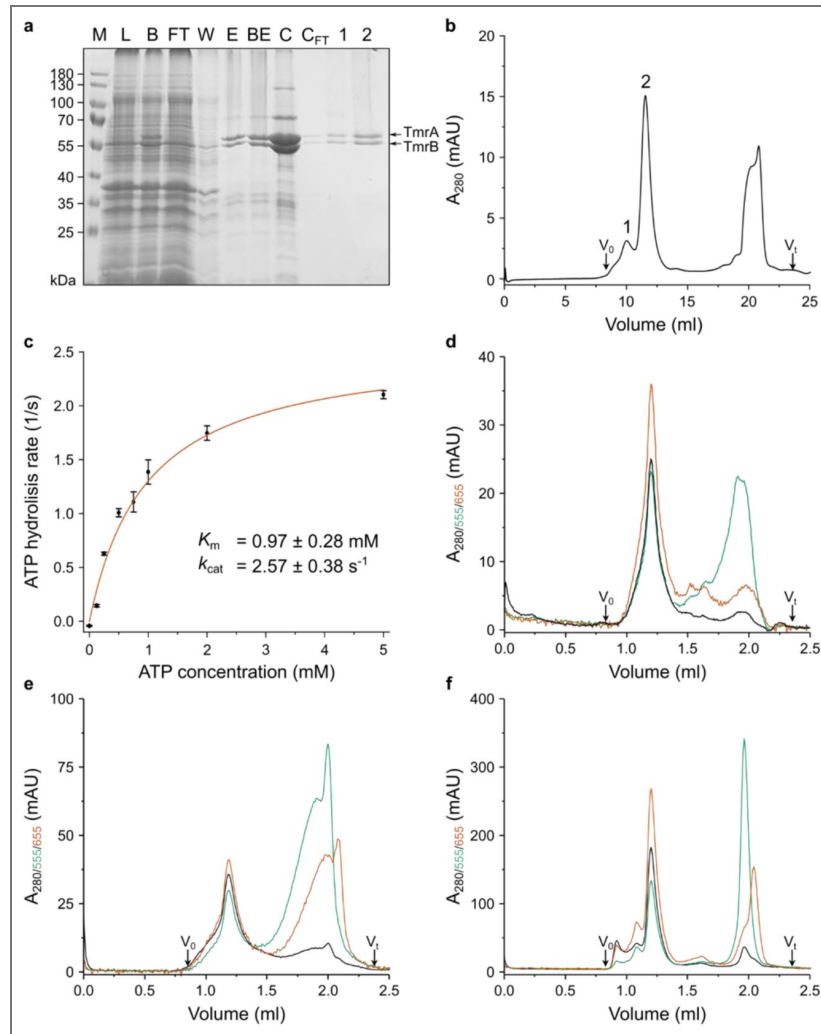 a
M L B FT W E BE C CFT 1 2
180
130
100
70
55
40
35
25
kDa
TmrA
TmrB
b
A280 (mAU)
20
15
10
5
0
V0
1
2
Vt
0 5 10 15 20 25
Volume (ml)
c
ATP hydrolisis rate (1/s)
2.5
2.0
1.5
1.0
0.5
0.0
Km = 0.97 ± 0.28 mM
kcat = 2.57 ± 0.38 s-1
0 1 2 3 4 5
ATP concentration (mM)
d
A280/555/655 (mAU)
40
30
20
10
0
V0
Vt
0.0 0.5 1.0 1.5 2.0 2.5
Volume (ml)
e
A280/555/655 (mAU)
100
75
50
25
0
V0
Vt
0.0 0.5 1.0 1.5 2.0 2.5
Volume (ml)
f
A280/555/655 (mAU)
400
300
200
100
0
V0
Vt
0.0 0.5 1.0 1.5 2.0 2.5
Volume (ml)